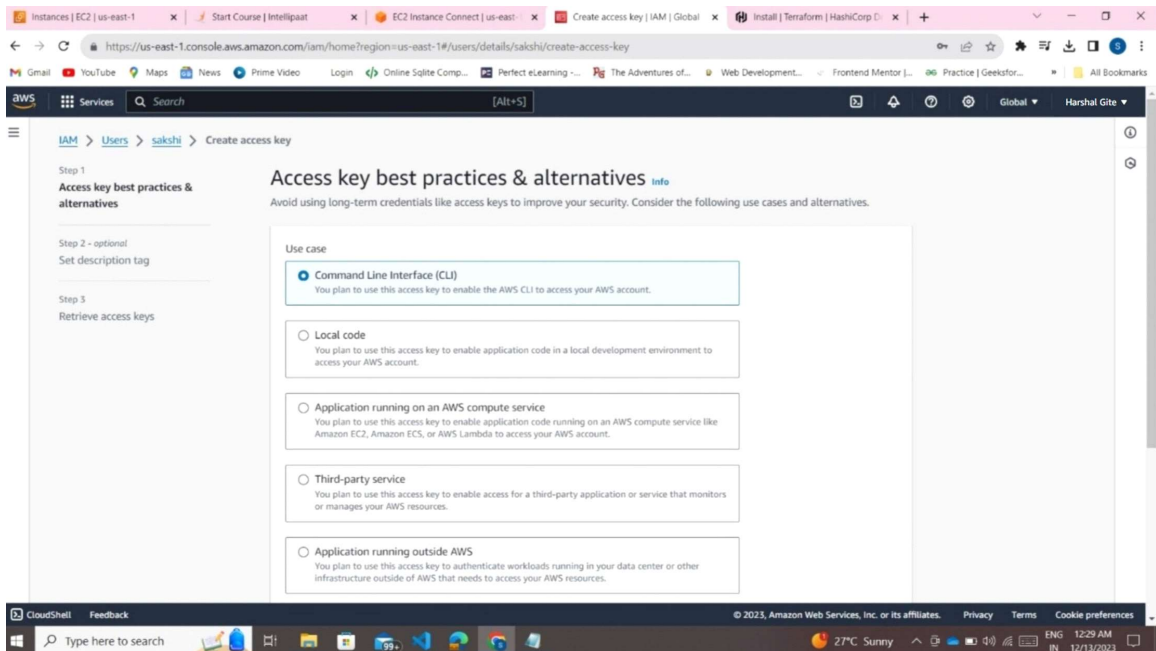 Instances | EC2 | us-east-1
Start Course | Intellipaat
EC2 Instance Connect | us-east-
Create access key | IAM | Global
Install | Terraform | HashiCorp D
https://us-east-1.console.aws.amazon.com/iam/home?region=us-east-1#/users/details/sakshi/create-access-key
S
Gmail
YouTube
Maps
News
Prime Video
Login
Online Sqlite Comp...
Perfect eLearning -...
The Adventures of...
Web Development...
Frontend Mentor |...
Practice | Geeksfor...
»
All Bookmarks
aws
Services
Search
[Alt+S]
Global
Harshal Gite
IAM > Users > sakshi > Create access key
Step 1
Access key best practices &
alternatives
Step 2 - optional
Set description tag
Step 3
Retrieve access keys
Access key best practices & alternatives Info
Avoid using long-term credentials like access keys to improve your security. Consider the following use cases and alternatives.
Use case
Command Line Interface (CLI)
You plan to use this access key to enable the AWS CLI to access your AWS account.
Local code
You plan to use this access key to enable application code in a local development environment to
access your AWS account.
Application running on an AWS compute service
You plan to use this access key to enable application code running on an AWS compute service like
Amazon EC2, Amazon ECS, or AWS Lambda to access your AWS account.
Third-party service
You plan to use this access key to enable access for a third-party application or service that monitors
or manages your AWS resources.
Application running outside AWS
You plan to use this access key to authenticate workloads running in your data center or other
infrastructure outside of AWS that needs to access your AWS resources.
CloudShell
Feedback
© 2023, Amazon Web Services, Inc. or its affiliates.
Privacy
Terms
Cookie preferences
Type here to search
99+
27°C Sunny
ENG
IN
12:29 AM
12/13/2023